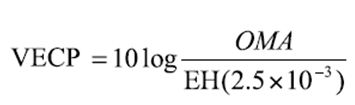 VECP = 10 log OMA / EH(2.5×10⁻³)